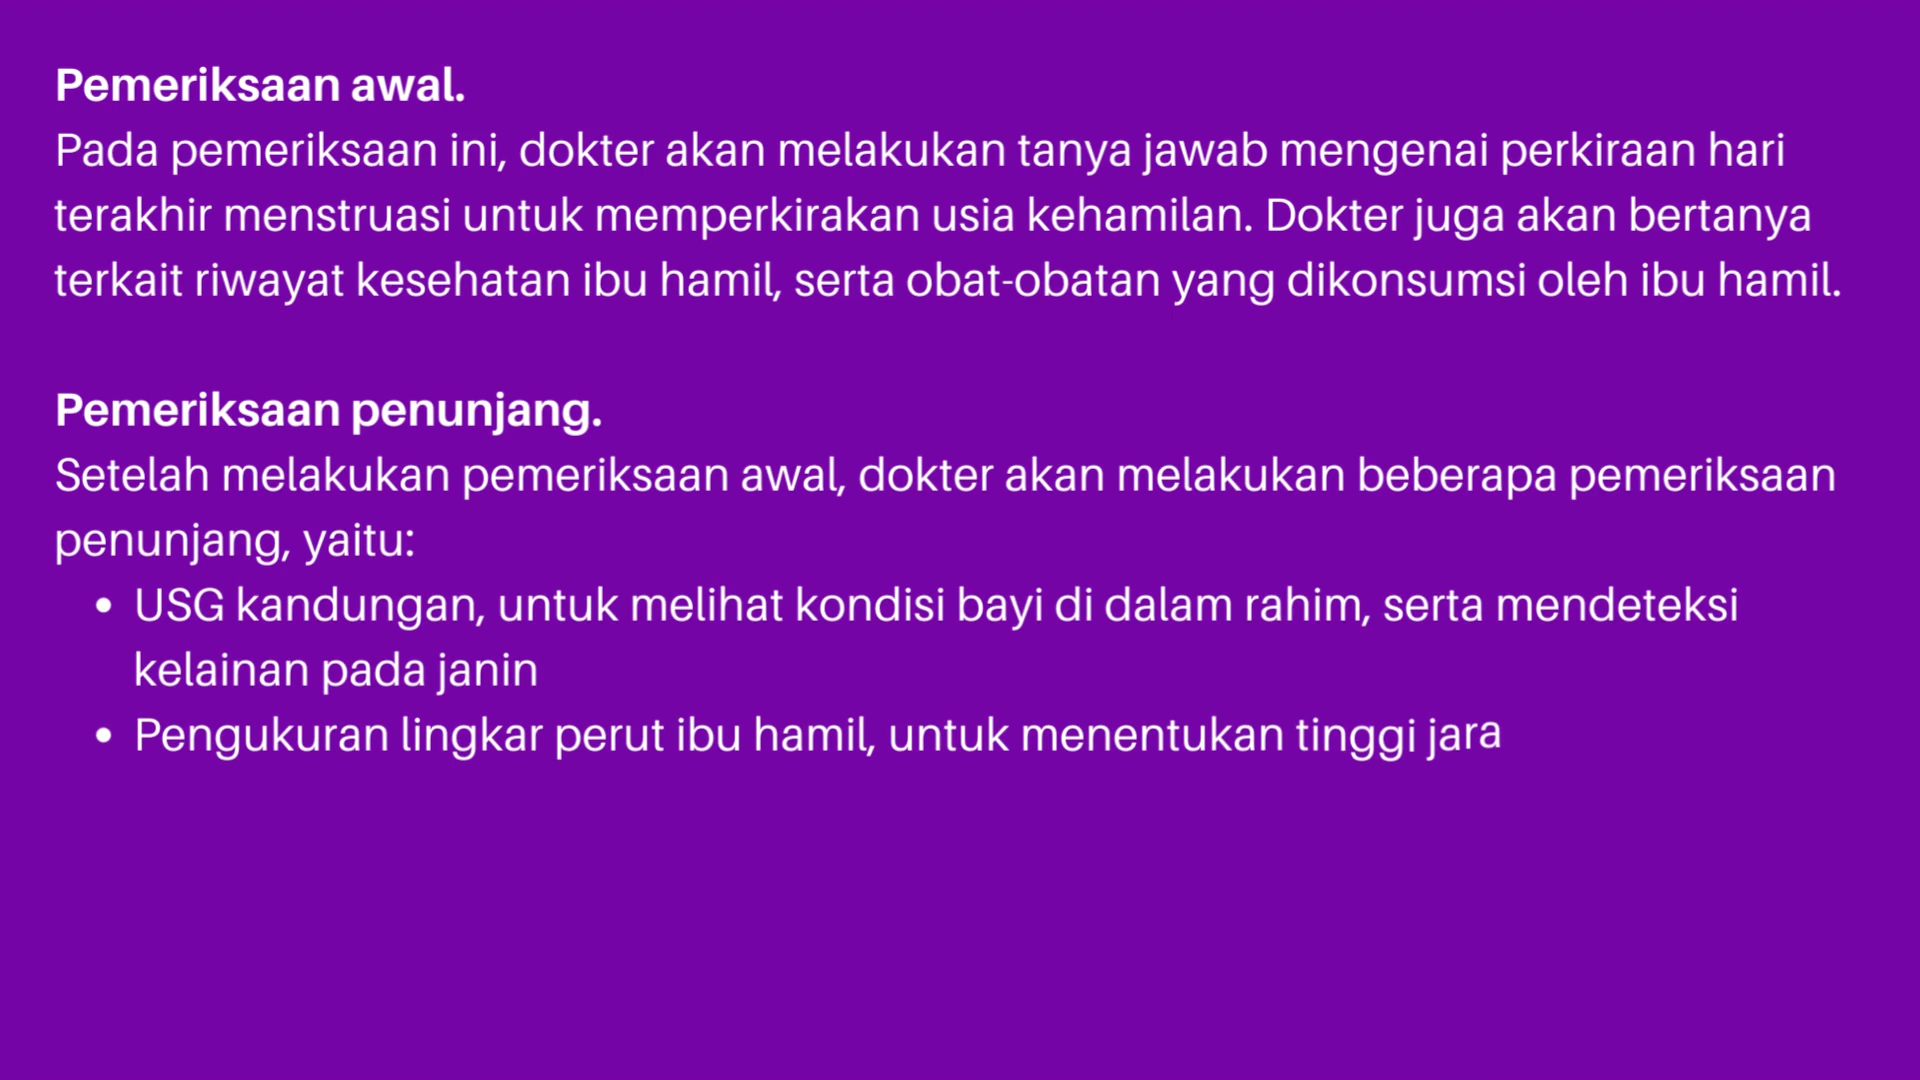 Pemeriksaan awal.
Pada pemeriksaan ini, dokter akan melakukan tanya jawab mengenai perkiraan hari
terakhir menstruasi untuk memperkirakan usia kehamilan. Dokter juga akan bertanya
terkait riwayat kesehatan ibu hamil, serta obat-obatan yang dikonsumsi oleh ibu hamil.
Pemeriksaan penunjang.
Setelah melakukan pemeriksaan awal, dokter akan melakukan beberapa pemeriksaan
penunjang, yaitu:
• USG kandungan, untuk melihat kondisi bayi di dalam rahim, serta mendeteksi
kelainan pada janin
• Pengukuran lingkar perut ibu hamil, untuk menentukan tinggi jara